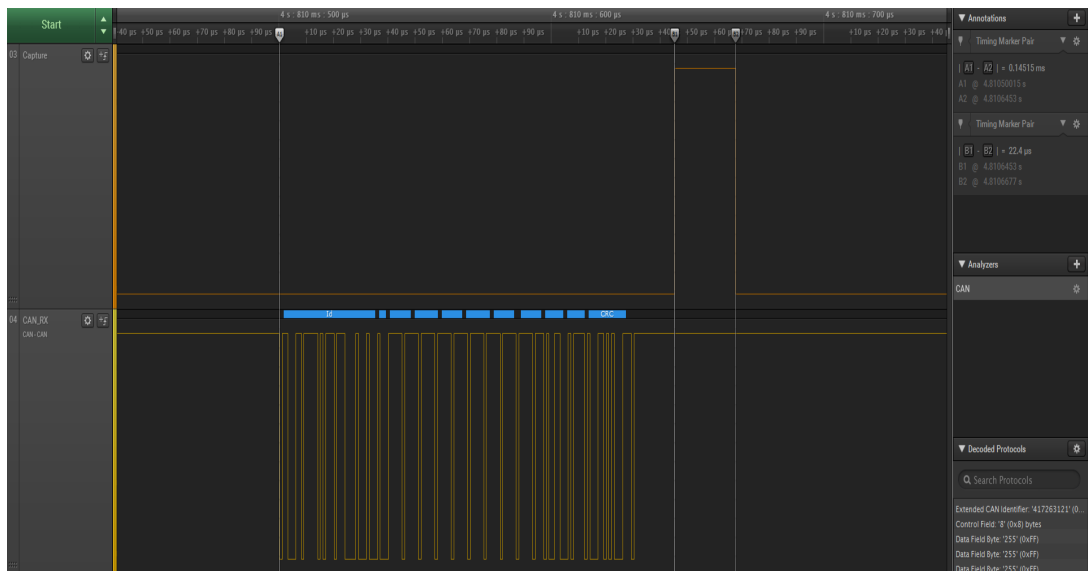 Start
4 s : 810 ms : 500 µs
4 s : 810 ms : 600 µs
4 s : 810 ms : 700 µs
-40 µs +50 µs +60 µs +70 µs +80 µs +90 µs
+10 µs +20 µs +30 µs +40 µs +50 µs +60 µs +70 µs +80 µs +90 µs
+10 µs +20 µs +30 µs +40 +50 µs +60 µ +70 µs +80 µs +90 µs
+10 µs +20 µs +30 µs +40
03 Capture
04 CAN_RX
CAN - CAN
Id
CRC
Annotations
Timing Marker Pair
| A1 - A2 | = 0.14515 ms
A1 @ 4.81050015 s
A2 @ 4.8106453 s
Timing Marker Pair
| B1 - B2 | = 22.4 µs
B1 @ 4.8106453 s
B2 @ 4.8106677 s
Analyzers
CAN
Decoded Protocols
Search Protocols
Extended CAN Identifier: '417263121' (0...
Control Field: '8' (0x8) bytes
Data Field Byte: '255' (0xFF)
Data Field Byte: '255' (0xFF)
Data Field Byte: '255' (0xFF)